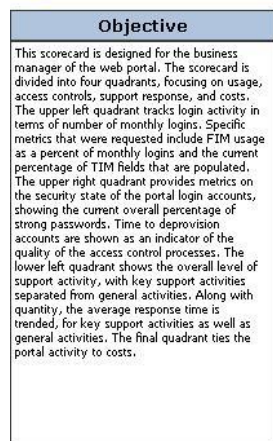 Objective
This scorecard is designed for the business
manager of the web portal. The scorecard is
divided into four quadrants, focusing on usage,
access controls, support response, and costs.
The upper left quadrant tracks login activity in
terms of number of monthly logins. Specific
metrics that were requested include FIM usage
as a percent of monthly logins and the current
percentage of TIM fields that are populated.
The upper right quadrant provides metrics on
the security state of the portal login accounts,
showing the current overall percentage of
strong passwords. Time to deprovision
accounts are shown as an indicator of the
quality of the access control processes. The
lower left quadrant shows the overall level of
support activity, with key support activities
separated from general activities. Along with
quantity, the average response time is
trended, for key support activities as well as
general activities. The final quadrant ties the
portal activity to costs.